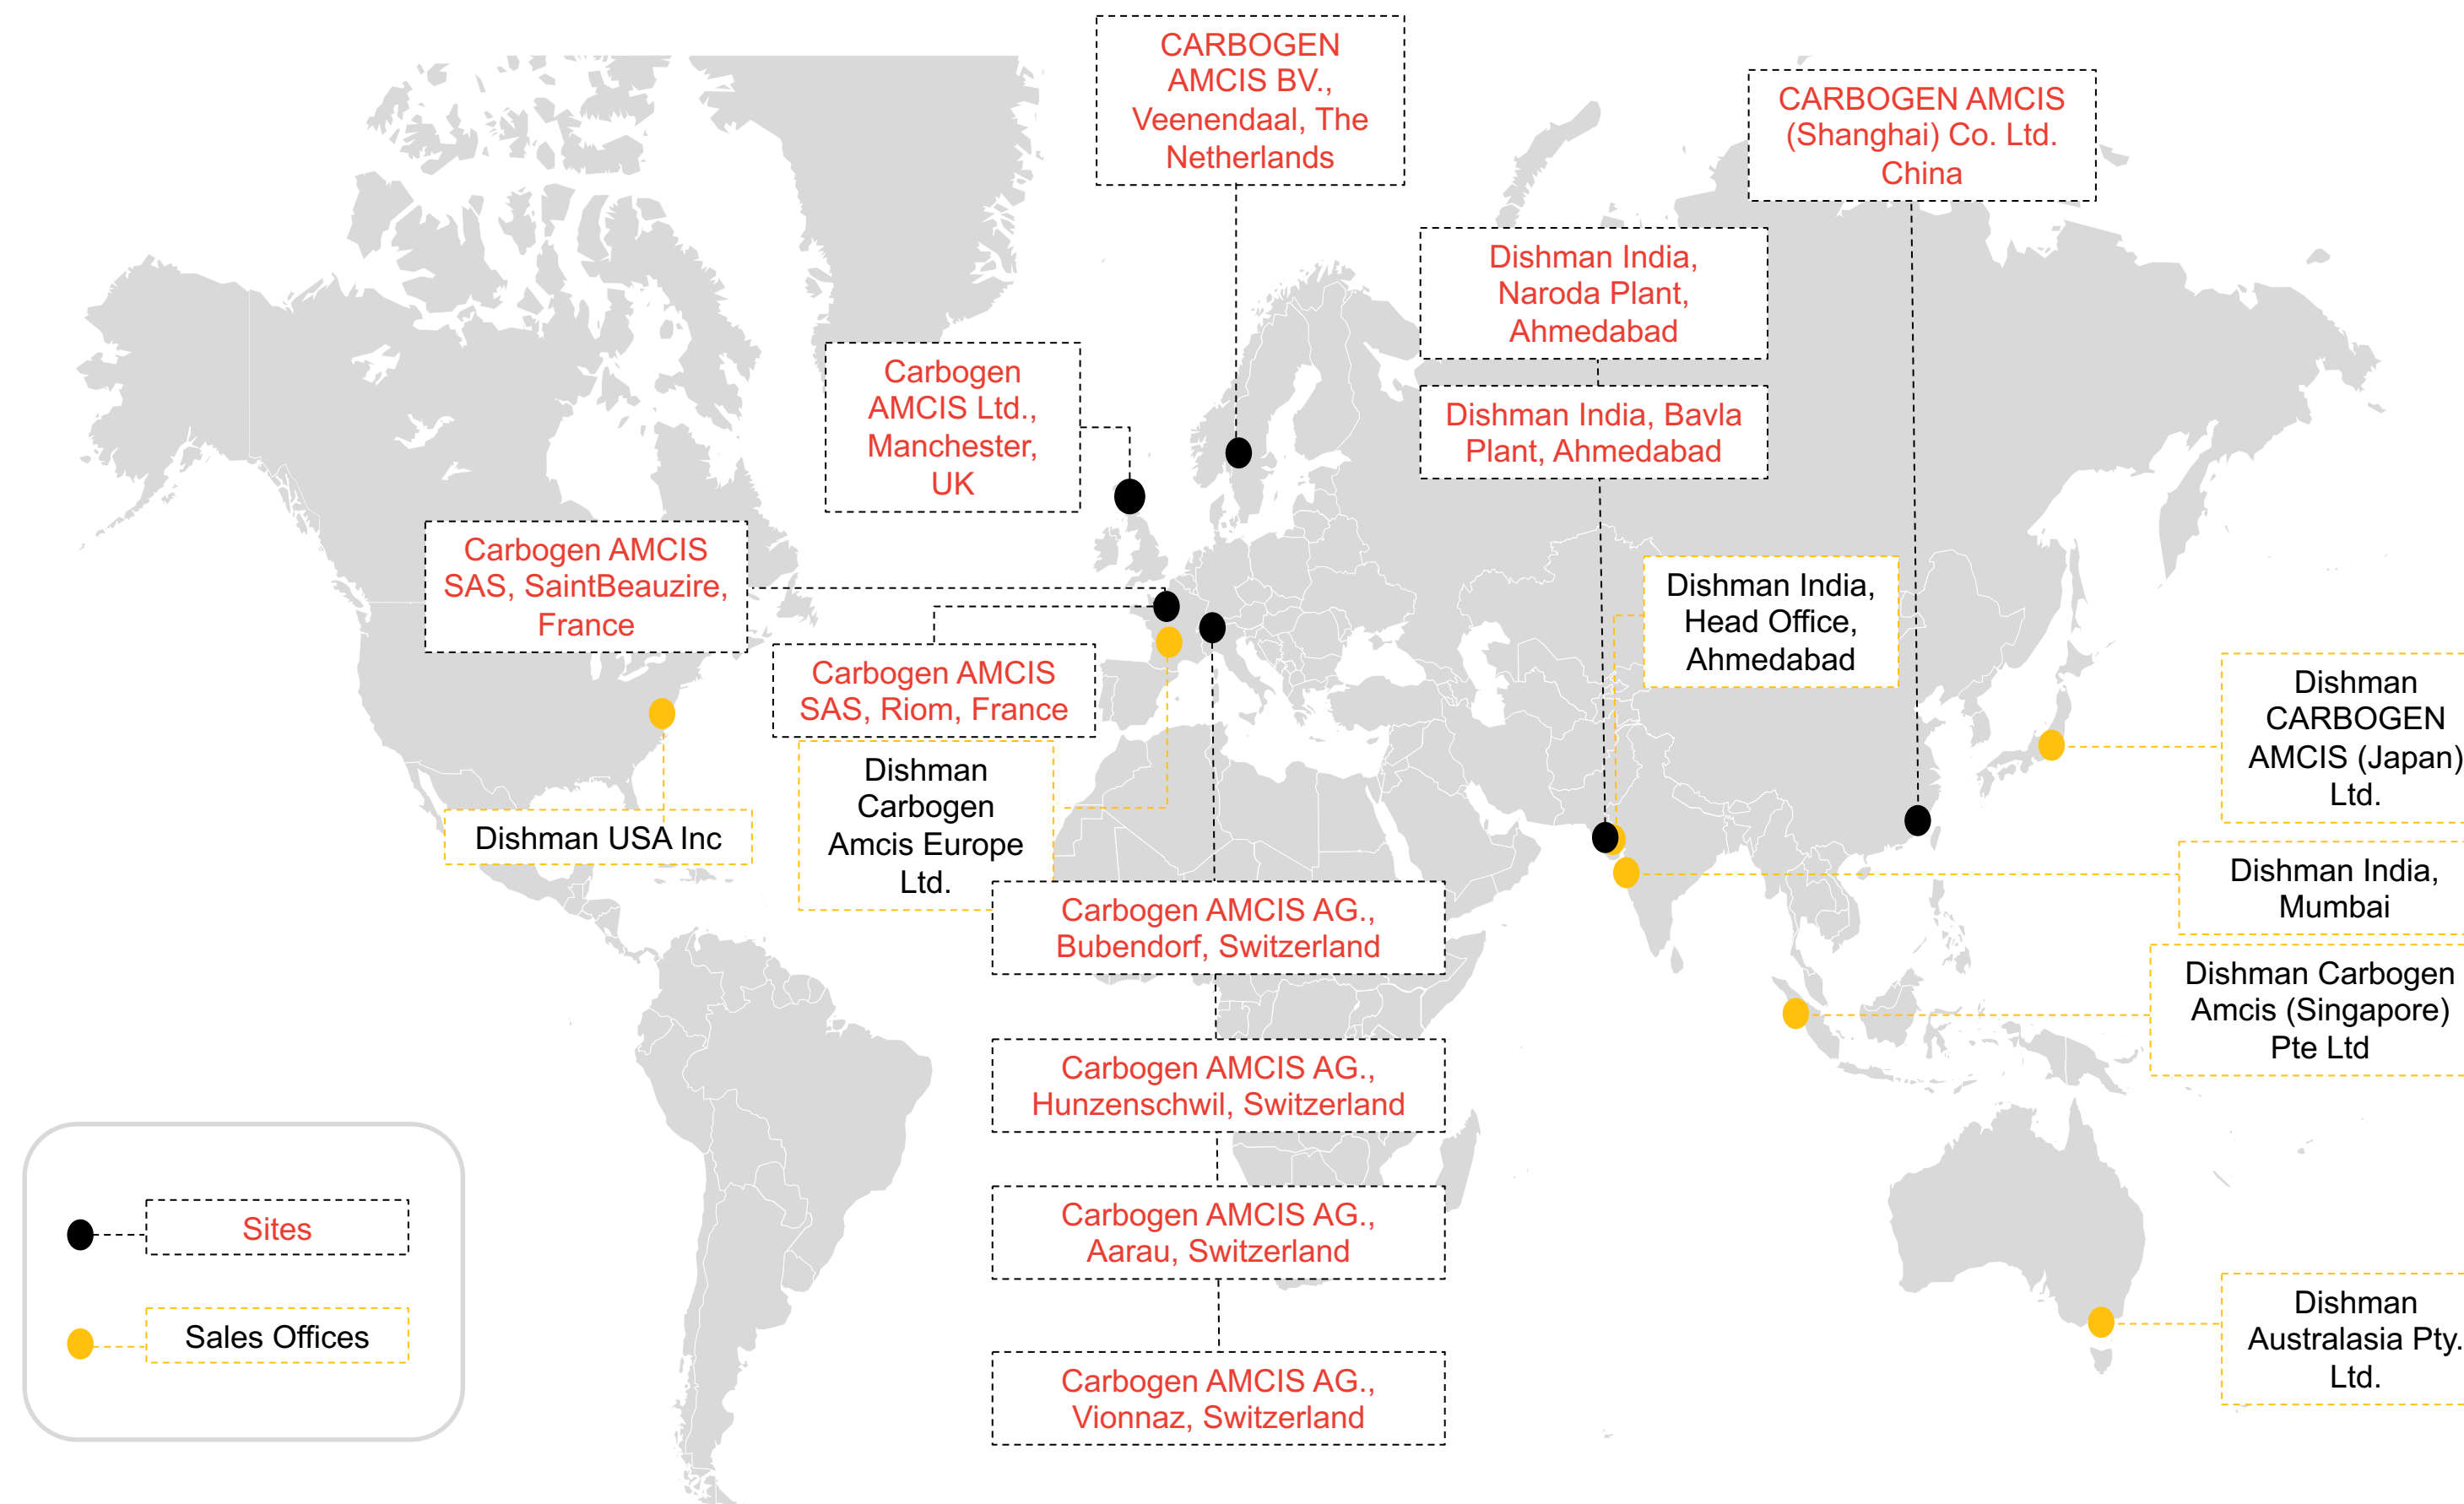 CARBOGEN
AMCIS BV.,
Veenendaal, The
Netherlands
CARBOGEN AMCIS
(Shanghai) Co. Ltd.
China
Dishman India,
Naroda Plant,
Ahmedabad
Carbogen
AMCIS Ltd.,
Manchester,
UK
Dishman India, Bavla
Plant, Ahmedabad
Carbogen AMCIS
SAS, SaintBeauzire,
France
Dishman India,
Head Office,
Ahmedabad
Carbogen AMCIS
SAS, Riom, France
Dishman
CARBOGEN
AMCIS (Japan)
Ltd.
Dishman USA Inc
Dishman
Carbogen
Amcis Europe
Ltd.
Dishman India,
Mumbai
Carbogen AMCIS AG.,
Bubendorf, Switzerland
Dishman Carbogen
Amcis (Singapore)
Pte Ltd
Carbogen AMCIS AG.,
Hunzenschwil, Switzerland
Carbogen AMCIS AG.,
Aarau, Switzerland
Sites
Sales Offices
Dishman
Australasia Pty.
Ltd.
Carbogen AMCIS AG.,
Vionnaz, Switzerland